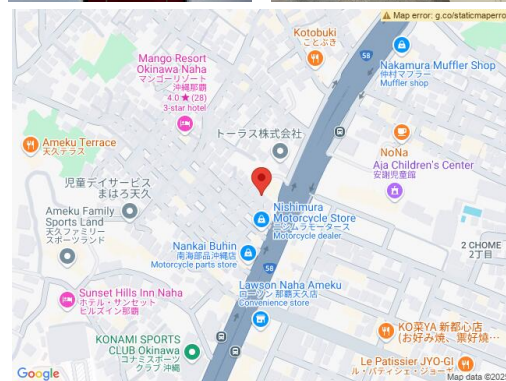 Map error: g.co/staticmaperro
Kotobuki
ことぶき
58
Nakamura Muffler Shop
仲村マフラー
Muffler shop
Mango Resort
Okinawa Naha
マンゴーリゾート
沖縄那覇
4.0★(28)
3-star hotel
トーラス株式会社
Ameku Terrace
天久テラス
NoNa
Aja Children's Center
安謝児童館
児童デイサービス
まはろ天久
Ameku Family
Sports Land
天久ファミリー
スポーツランド
Nishimura
Motorcycle Store
ニシムラモータース
Motorcycle dealer
Nankai Buhin
南海部品沖縄店
Motorcycle parts store
2 CHOME
2丁目
58
Sunset Hills Inn Naha
ホテル・サンセット
ヒルズイン那覇
Lawson Naha Ameku
ローソン 那覇天久店
Convenience store
KO菜YA 新都心店
(お好み焼、粟好焼…
KONAMI SPORTS
CLUB Okinawa
コナミスポーツ
クラブ 沖縄
Le Patissier JYO-GI
ル・パティシェ・ジョーギ
Google
Map data ©2025